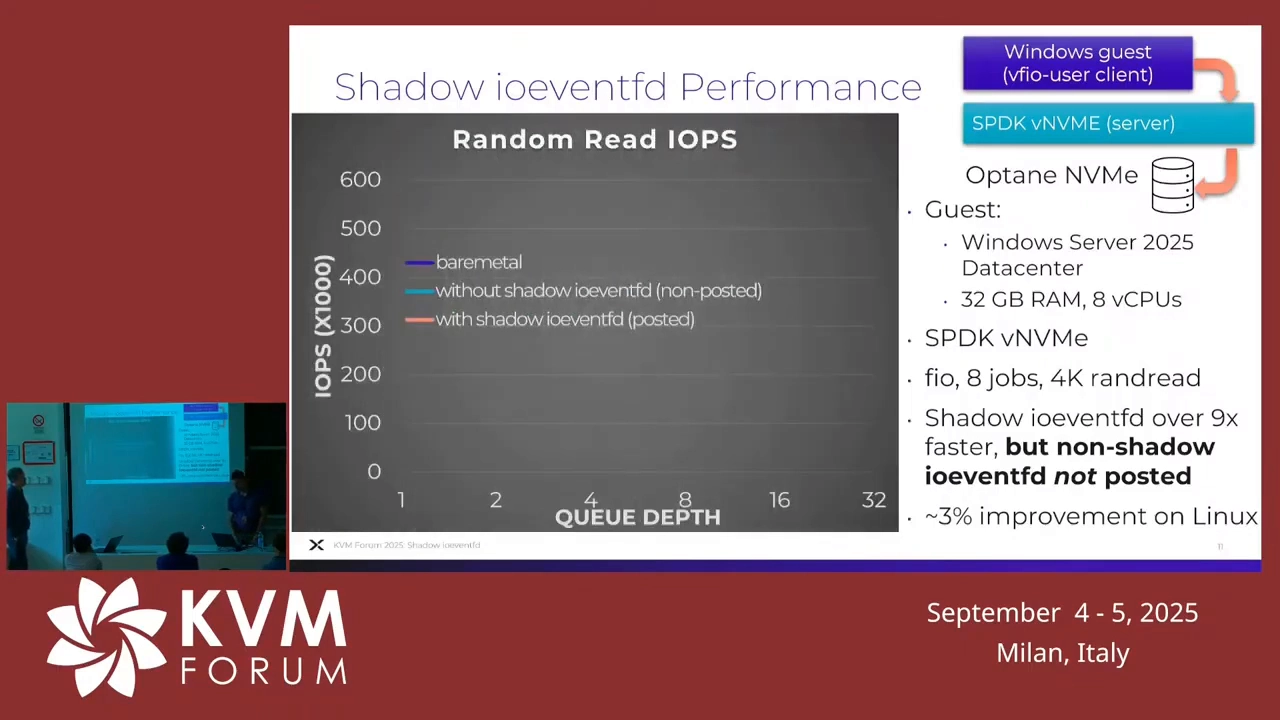 Shadow ioeventfd Performance
Random Read IOPS
600
500
400
300
200
100
0
IOPS (X1000)
baremetal
without shadow ioeventfd (non-posted)
with shadow ioeventfd (posted)
1 2 4 8 16 32
QUEUE DEPTH
Windows guest
(vfio-user client)
SPDK vNVME (server)
Optane NVMe
· Guest:
· Windows Server 2025
Datacenter
· 32 GB RAM, 8 vCPUs
· SPDK vNVMe
· fio, 8 jobs, 4K randread
· Shadow ioeventfd over 9x
faster, but non-shadow
ioeventfd not posted
· ~3% improvement on Linux
KVM Forum 2025: Shadow ioeventfd
11
KVM
FORUM
September 4 - 5, 2025
Milan, Italy